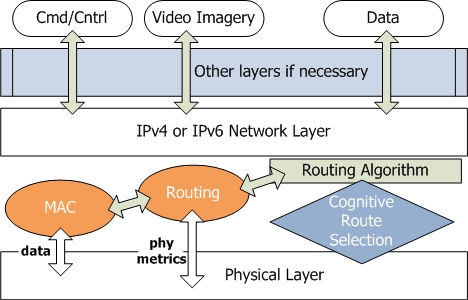 Cmd/Cntrl
Video Imagery
Data
Other layers if necessary
IPv4 or IPv6 Network Layer
Routing Algorithm
MAC
Routing
Cognitive
Route
Selection
data
phy
metrics
Physical Layer